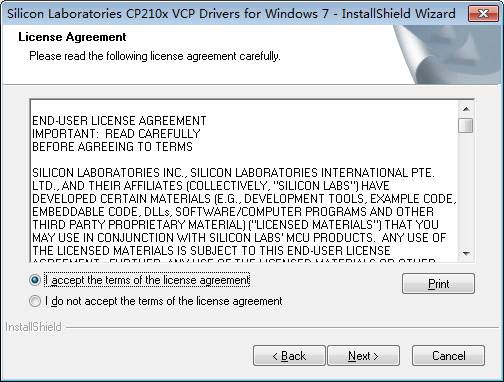 Silicon Laboratories CP210x VCP Drivers for Windows 7 - InstallShield Wizard
License Agreement
Please read the following license agreement carefully.
END-USER LICENSE AGREEMENT
IMPORTANT: READ CAREFULLY
BEFORE AGREEING TO TERMS
SILICON LABORATORIES INC., SILICON LABORATORIES INTERNATIONAL PTE.
LTD., AND THEIR AFFILIATES (COLLECTIVELY, "SILICON LABS") HAVE
DEVELOPED CERTAIN MATERIALS (E.G., DEVELOPMENT TOOLS, EXAMPLE CODE,
EMBEDDABLE CODE, DLLs, SOFTWARE/COMPUTER PROGRAMS AND OTHER
THIRD PARTY PROPRIETARY MATERIAL) ("LICENSED MATERIALS") THAT YOU
MAY USE IN CONJUNCTION WITH SILICON LABS' MCU PRODUCTS. ANY USE OF
THE LICENSED MATERIALS IS SUBJECT TO THIS END-USER LICENSE
AGREEMENT. FURTHER, ANY USE OF THE LICENSED MATERIALS OR OTHER
I accept the terms of the license agreement
Print
I do not accept the terms of the license agreement
InstallShield
< Back
Next >
Cancel